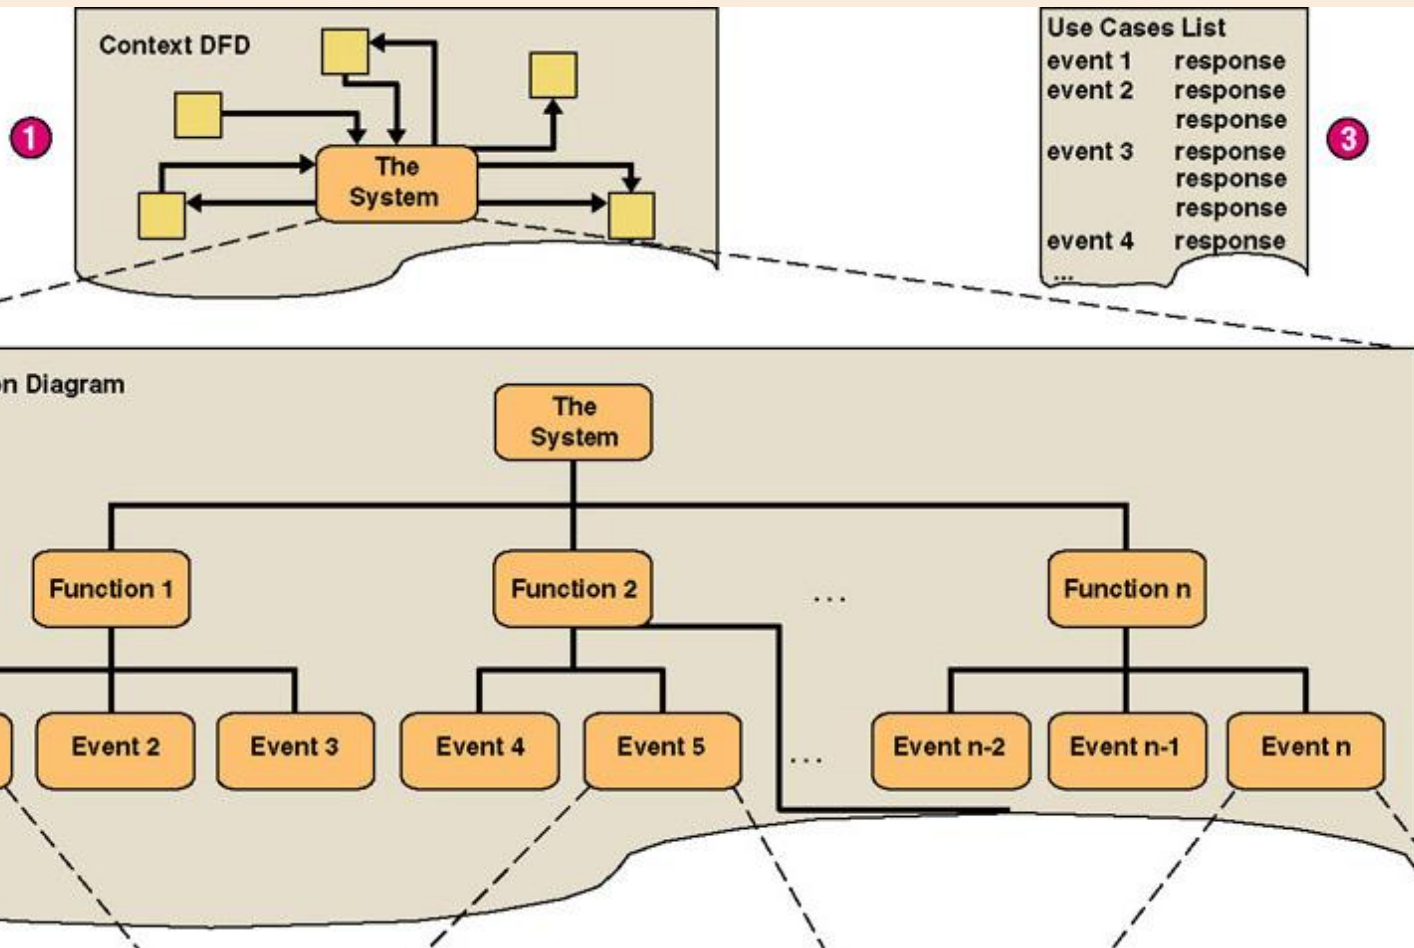 Context DFD
The
System
1
Use Cases List
event 1 response
event 2 response
response
event 3 response
response
response
event 4 response
...
3
on Diagram
The
System
Function 1
Function 2
...
Function n
Event 2
Event 3
Event 4
Event 5
...
Event n-2
Event n-1
Event n